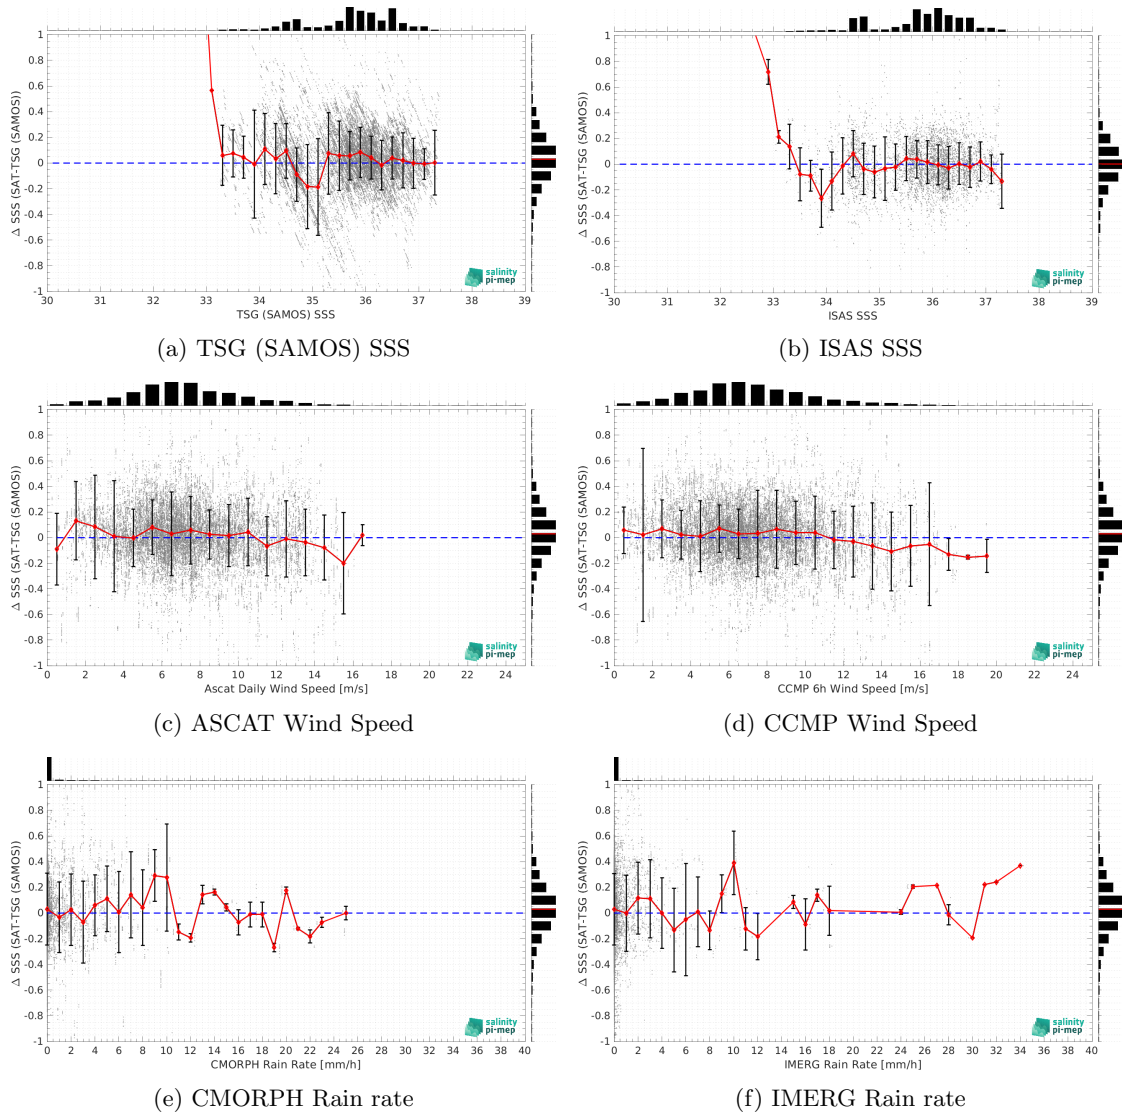 1
0.8
0.6
0.4
0.2
0
-0.2
-0.4
-0.6
-0.8
-1
Δ SSS (SAT-TSG (SAMOS))
salinity
pi-mep
30 31 32 33 34 35 36 37 38 39
TSG (SAMOS) SSS
(a) TSG (SAMOS) SSS
1
0.8
0.6
0.4
0.2
0
-0.2
-0.4
-0.6
-0.8
-1
Δ SSS (SAT-TSG (SAMOS))
salinity
pi-mep
30 31 32 33 34 35 36 37 38 39
ISAS SSS
(b) ISAS SSS
1
0.8
0.6
0.4
0.2
0
-0.2
-0.4
-0.6
-0.8
-1
Δ SSS (SAT-TSG (SAMOS))
salinity
pi-mep
0 2 4 6 8 10 12 14 16 18 20 22 24
Ascat Daily Wind Speed [m/s]
(c) ASCAT Wind Speed
1
0.8
0.6
0.4
0.2
0
-0.2
-0.4
-0.6
-0.8
-1
Δ SSS (SAT-TSG (SAMOS))
salinity
pi-mep
0 2 4 6 8 10 12 14 16 18 20 22 24
CCMP 6h Wind Speed [m/s]
(d) CCMP Wind Speed
1
0.8
0.6
0.4
0.2
0
-0.2
-0.4
-0.6
-0.8
-1
Δ SSS (SAT-TSG (SAMOS))
salinity
pi-mep
0 2 4 6 8 10 12 14 16 18 20 22 24 26 28 30 32 34 36 38 40
CMORPH Rain Rate [mm/h]
(e) CMORPH Rain rate
1
0.8
0.6
0.4
0.2
0
-0.2
-0.4
-0.6
-0.8
-1
Δ SSS (SAT-TSG (SAMOS))
salinity
pi-mep
0 2 4 6 8 10 12 14 16 18 20 22 24 26 28 30 32 34 36 38 40
IMERG Rain Rate [mm/h]
(f) IMERG Rain rate